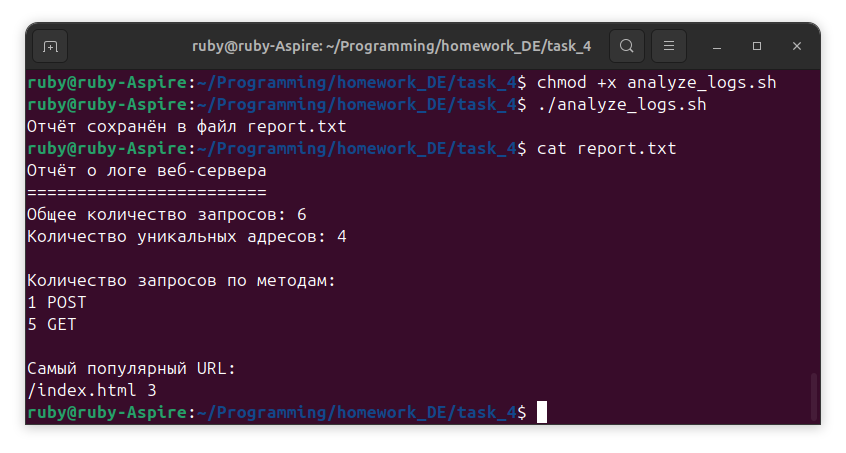 ruby@ruby-Aspire: ~/Programming/homework_DE/task_4
ruby@ruby-Aspire:~/Programming/homework_DE/task_4$ chmod +x analyze_logs.sh
ruby@ruby-Aspire:~/Programming/homework_DE/task_4$ ./analyze_logs.sh
Отчёт сохранён в файл report.txt
ruby@ruby-Aspire:~/Programming/homework_DE/task_4$ cat report.txt
Отчёт о логе веб-сервера
========================
Общее количество запросов: 6
Количество уникальных адресов: 4
Количество запросов по методам:
1 POST
5 GET
Самый популярный URL:
/index.html 3
ruby@ruby-Aspire:~/Programming/homework_DE/task_4$